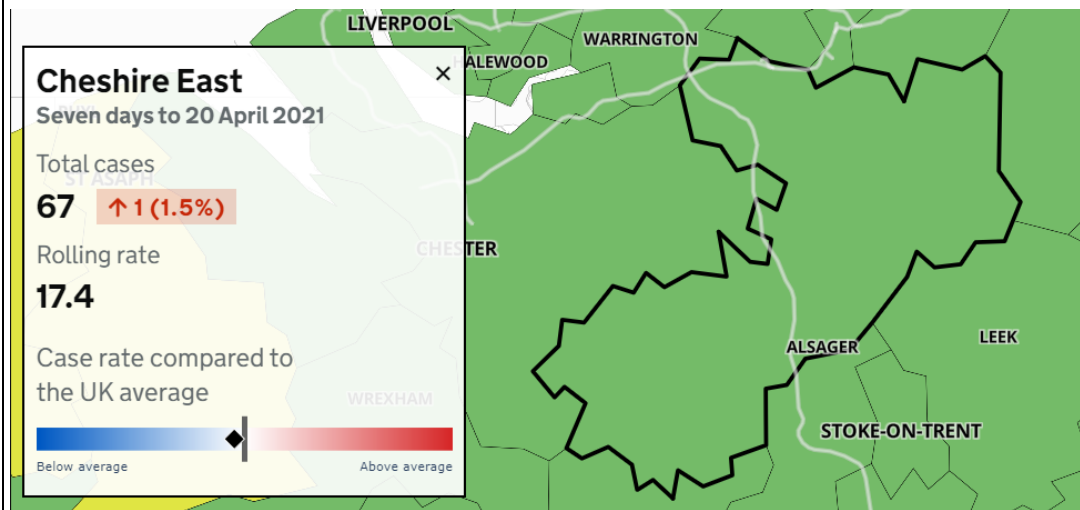 LIVERPOOL
WARRINGTON
HALEWOOD
Cheshire East
×
Seven days to 20 April 2021
Total cases
ST ASAPH
67 ↑ 1 (1.5%)
Rolling rate
CHESTER
17.4
Case rate compared to
the UK average
WREXHAM
Below average
Above average
ALSAGER
LEEK
STOKE-ON-TRENT